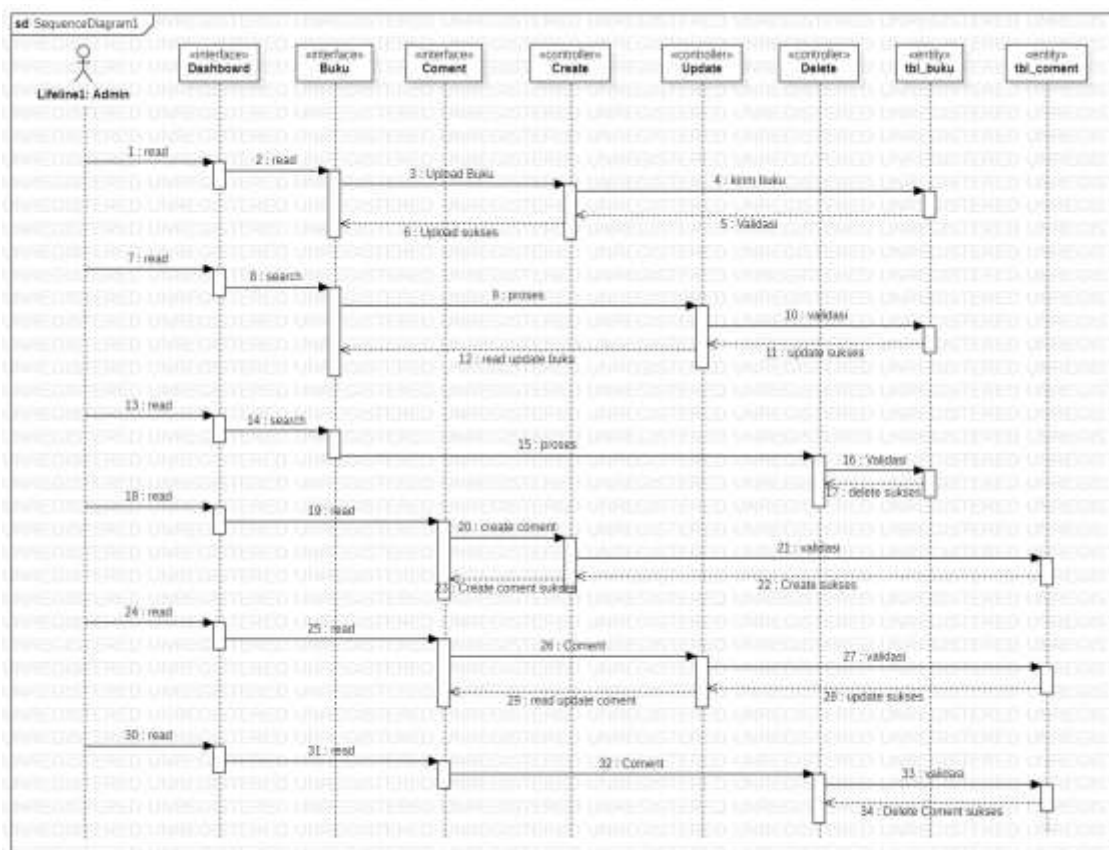 sd SequenceDiagram1
Lifeline1: Admin
«interface»
Dashboard
«interface»
Buku
«interface»
Coment
«controller»
Create
«controller»
Update
«controller»
Delete
«entity»
tbl_buku
«entity»
tbl_coment
1 : read
2 : read
3 : Upload Buku
4 : kirim buku
5 : Validasi
6 : Upload sukses
7 : read
8 : search
9 : proses
10 : validasi
11 : update sukses
12 : read update buku
13 : read
14 : search
15 : proses
16 : Validasi
17 : delete sukses
18 : read
19 : read
20 : create coment
21 : validasi
22 : Create sukses
23 : Create coment sukses
24 : read
25 : read
26 : Coment
27 : validasi
28 : update sukses
29 : read update coment
30 : read
31 : read
32 : Coment
33 : validasi
34 : Delete Coment sukses
UNREGISTERED